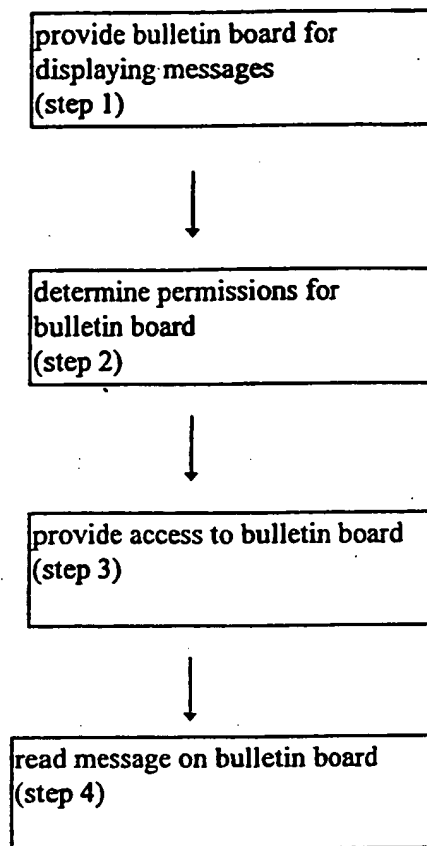 provide bulletin board for
displaying messages
(step 1)
determine permissions for
bulletin board
(step 2)
provide access to bulletin board
(step 3)
read message on bulletin board
(step 4)